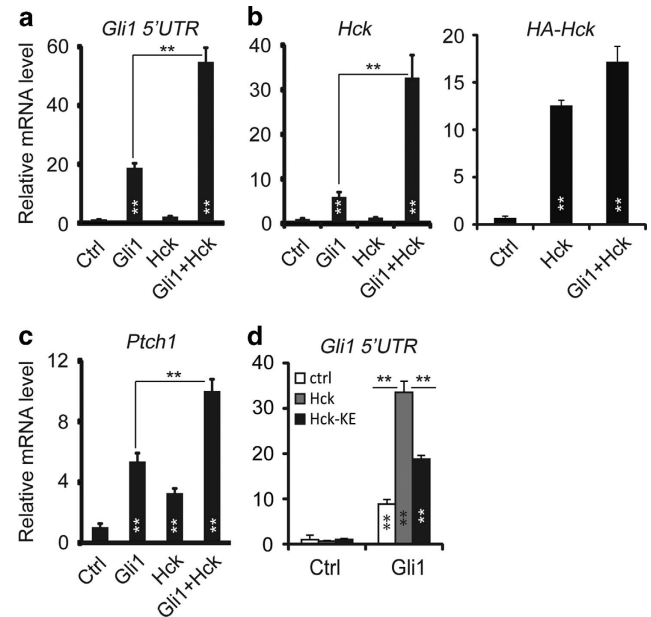 a
Gli1 5'UTR
Relative mRNA level
60
40
20
0
**
**
**
Ctrl
Gli1
Hck
Gli1+Hck
b
Hck
40
30
20
10
0
**
**
**
Ctrl
Gli1
Hck
Gli1+Hck
HA-Hck
20
15
10
5
0
**
**
Ctrl
Hck
Gli1+Hck
c
Ptch1
Relative mRNA level
12
8
4
0
**
**
**
**
Ctrl
Gli1
Hck
Gli1+Hck
d
Gli1 5'UTR
40
30
20
10
0
ctrl
Hck
Hck-KE
** **
**
**
**
Ctrl Gli1